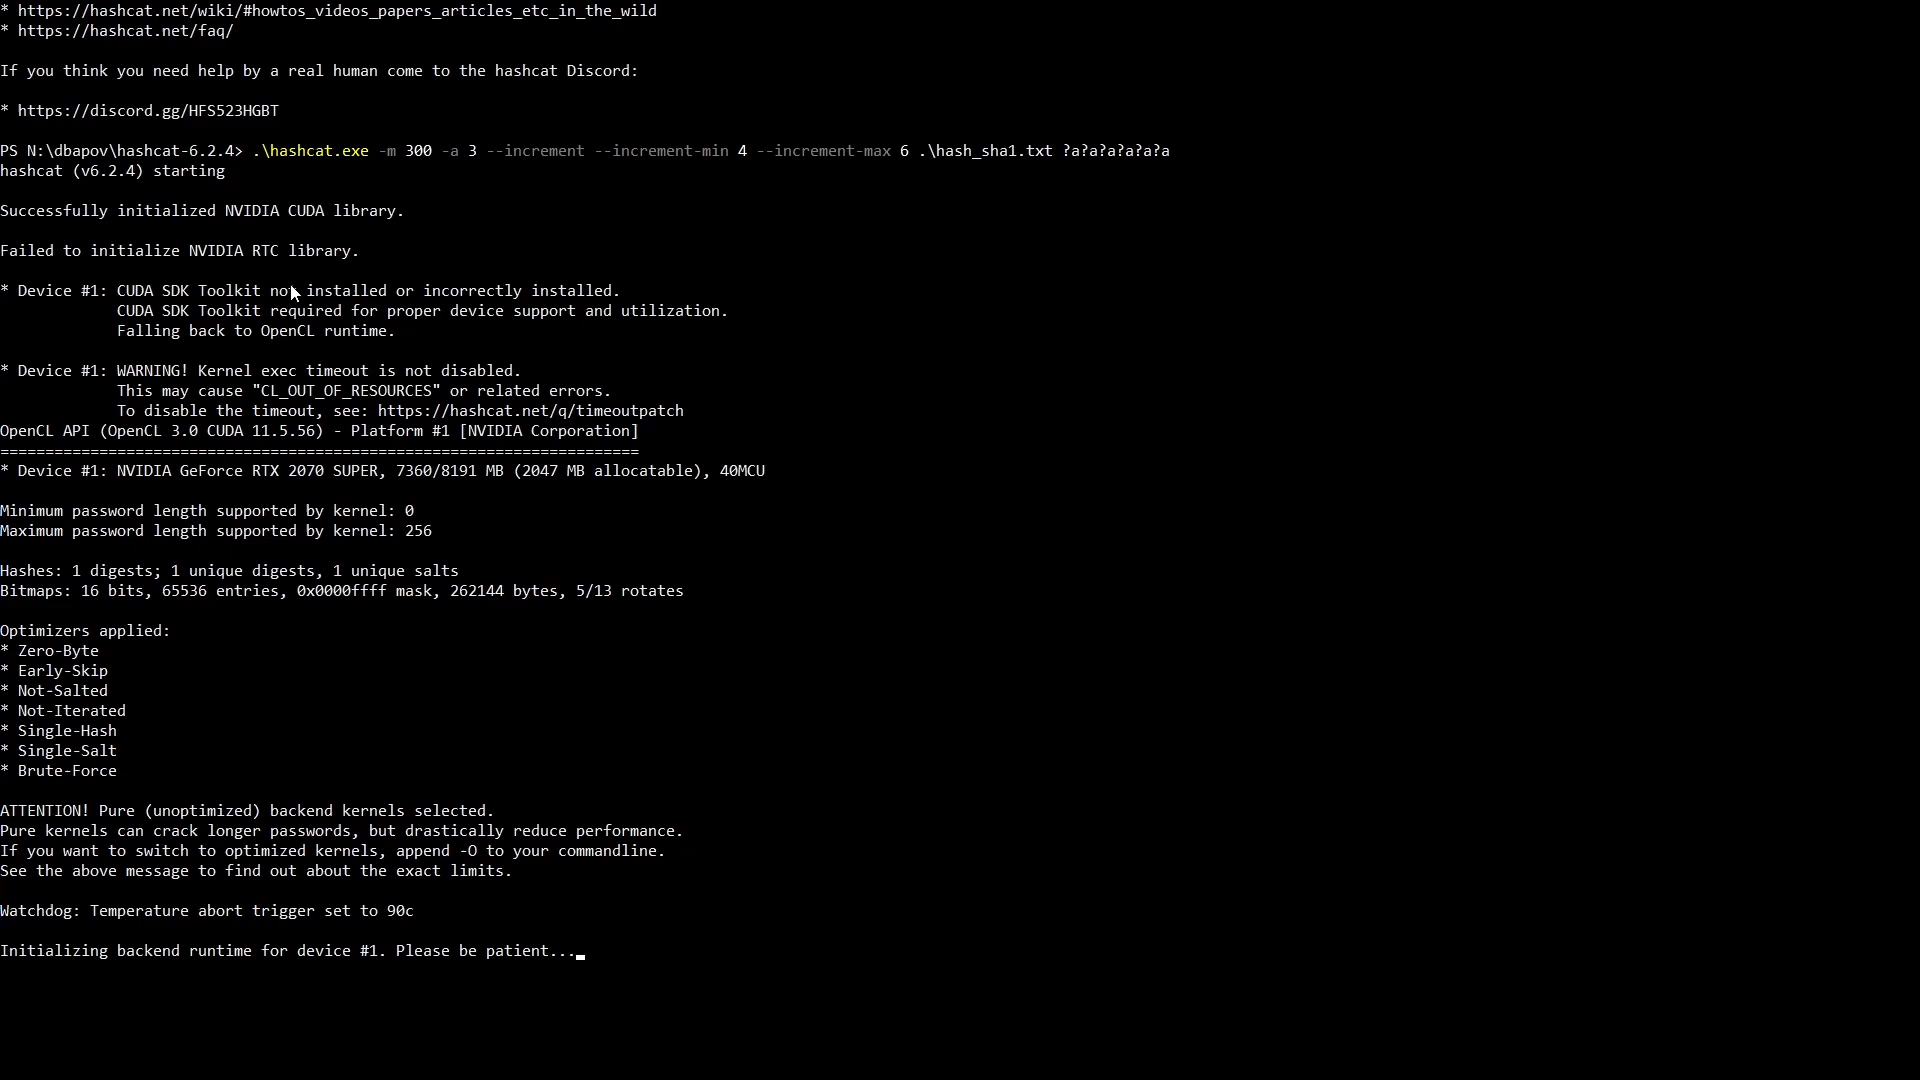 * https://hashcat.net/wiki/#howtos_videos_papers_articles_etc_in_the_wild
* https://hashcat.net/faq/
If you think you need help by a real human come to the hashcat Discord:
* https://discord.gg/HFS523HGBT
PS N:\dbapov\hashcat-6.2.4> .\hashcat.exe -m 300 -a 3 --increment --increment-min 4 --increment-max 6 .\hash_sha1.txt ?a?a?a?a?a?a
hashcat (v6.2.4) starting
Successfully initialized NVIDIA CUDA library.
Failed to initialize NVIDIA RTC library.
* Device #1: CUDA SDK Toolkit not installed or incorrectly installed.
CUDA SDK Toolkit required for proper device support and utilization.
Falling back to OpenCL runtime.
* Device #1: WARNING! Kernel exec timeout is not disabled.
This may cause "CL_OUT_OF_RESOURCES" or related errors.
To disable the timeout, see: https://hashcat.net/q/timeoutpatch
OpenCL API (OpenCL 3.0 CUDA 11.5.56) - Platform #1 [NVIDIA Corporation]
=======================================================================
* Device #1: NVIDIA GeForce RTX 2070 SUPER, 7360/8191 MB (2047 MB allocatable), 40MCU
Minimum password length supported by kernel: 0
Maximum password length supported by kernel: 256
Hashes: 1 digests; 1 unique digests, 1 unique salts
Bitmaps: 16 bits, 65536 entries, 0x0000ffff mask, 262144 bytes, 5/13 rotates
Optimizers applied:
* Zero-Byte
* Early-Skip
* Not-Salted
* Not-Iterated
* Single-Hash
* Single-Salt
* Brute-Force
ATTENTION! Pure (unoptimized) backend kernels selected.
Pure kernels can crack longer passwords, but drastically reduce performance.
If you want to switch to optimized kernels, append -O to your commandline.
See the above message to find out about the exact limits.
Watchdog: Temperature abort trigger set to 90c
Initializing backend runtime for device #1. Please be patient...